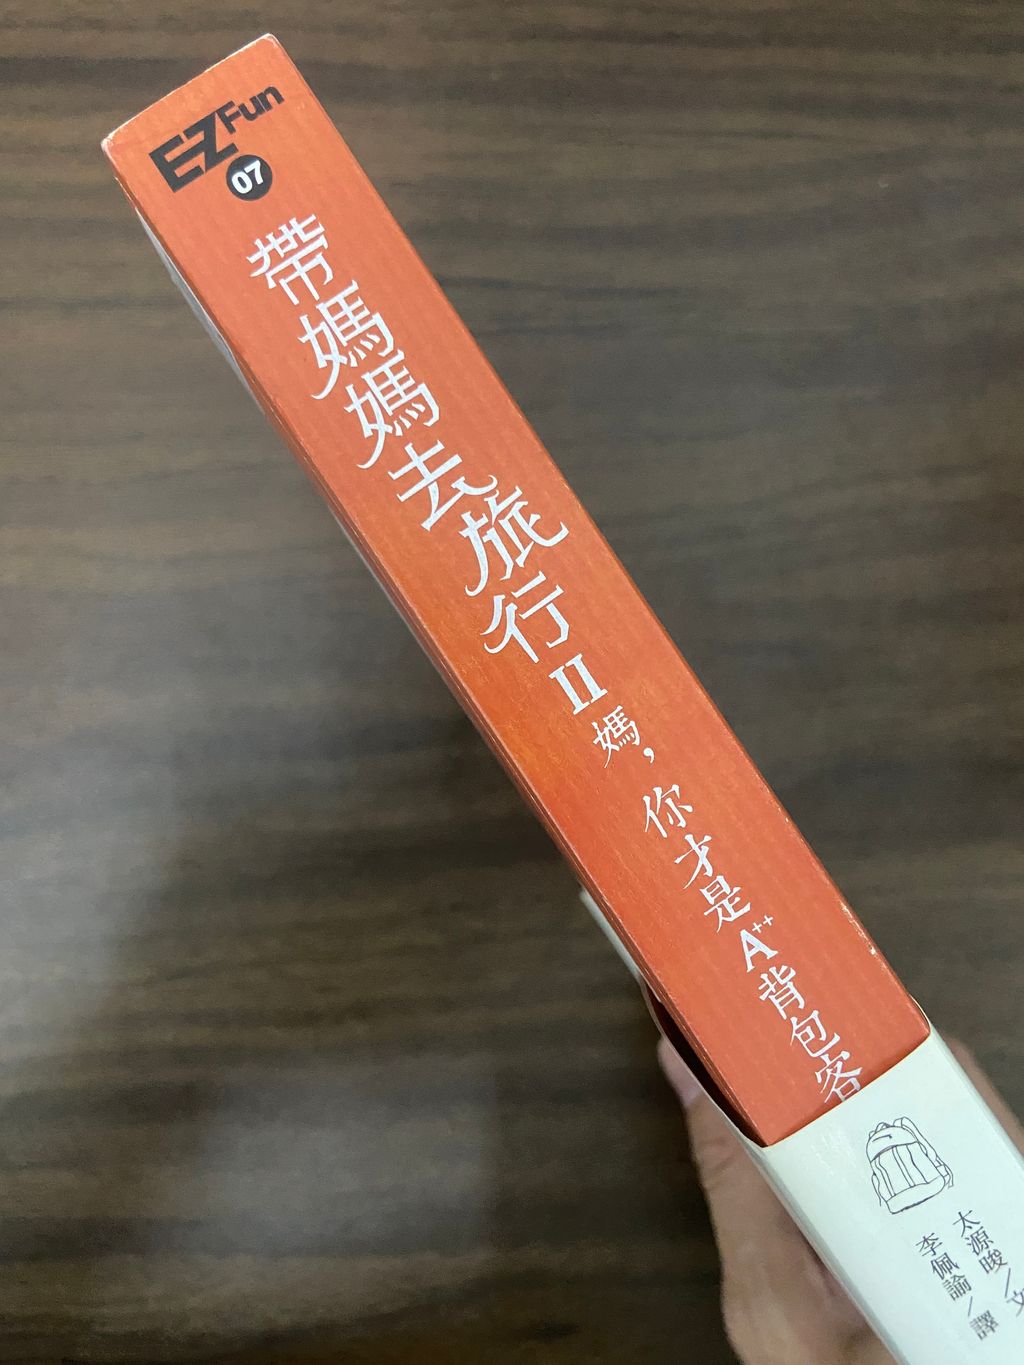 EZ Fun
07
帶媽媽去旅行 II
媽，你才是A++背包客
太源晙／文
李佩諭／譯